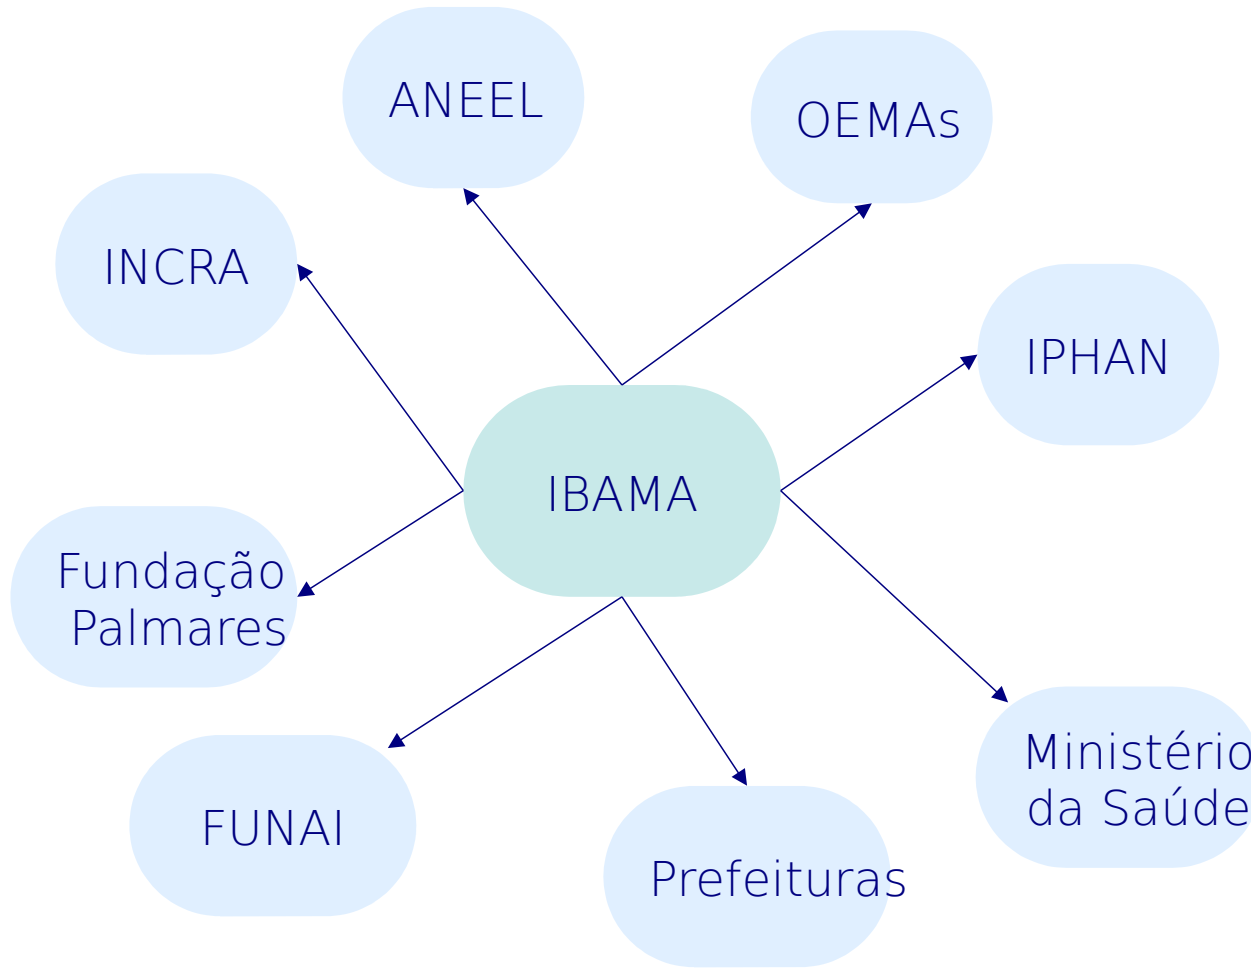 ANEEL
OEMAs
INCRA
IPHAN
IBAMA
Fundação
Palmares
Ministério
da Saúde
FUNAI
Prefeituras